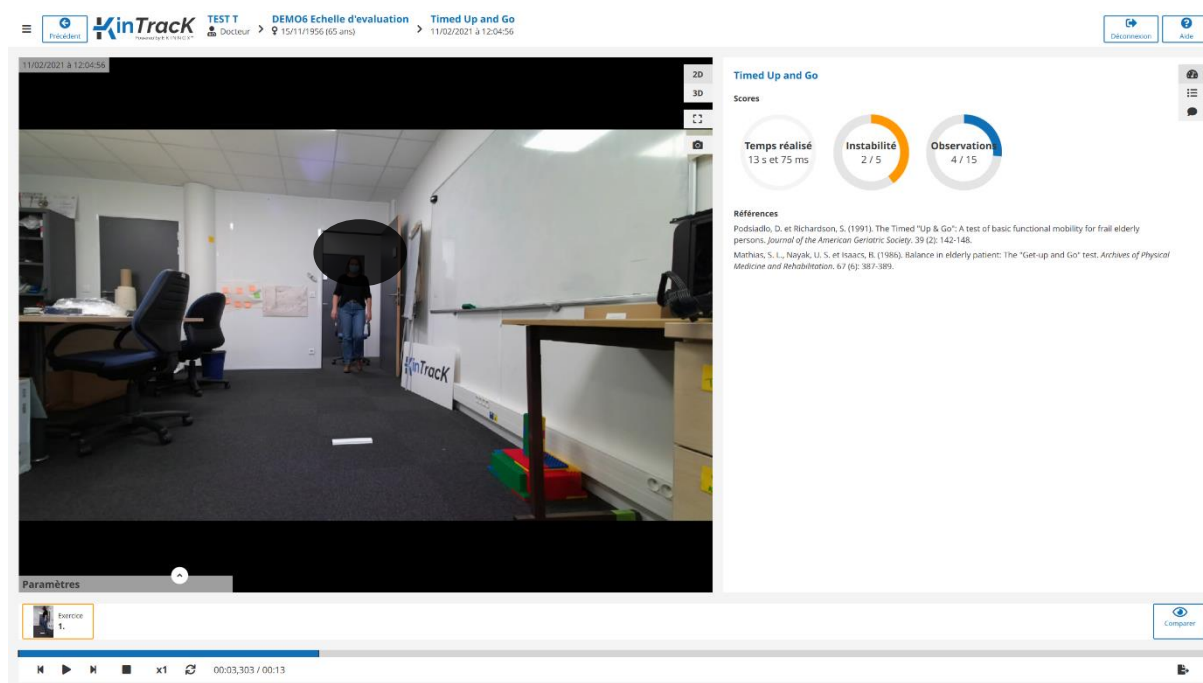 Précédent
KinTrack
Powered by KINNEX®
TEST T
Docteur
DEMO6 Echelle d'evaluation
15/11/1956 (65 ans)
Timed Up and Go
11/02/2021 à 12:04:56
Déconnexion
Aide
11/02/2021 à 12:04:56
2D
3D
KinTrack
Paramètres
Timed Up and Go
Scores
Temps réalisé
13 s et 75 ms
Instabilité
2 / 5
Observations
4 / 15
Références
Podsiadlo, D. et Richardson, S. (1991). The Timed "Up & Go": A test of basic functional mobility for frail elderly
persons. Journal of the American Geriatric Society. 39 (2): 142-148.
Mathias, S. L., Nayak, U. S. et Isaacs, B. (1986). Balance in elderly patient: The "Get-up and Go" test. Archives of Physical
Medicine and Rehabilitation. 67 (6): 387-389.
Exercice
1.
Comparer
x1
00:03,303 / 00:13